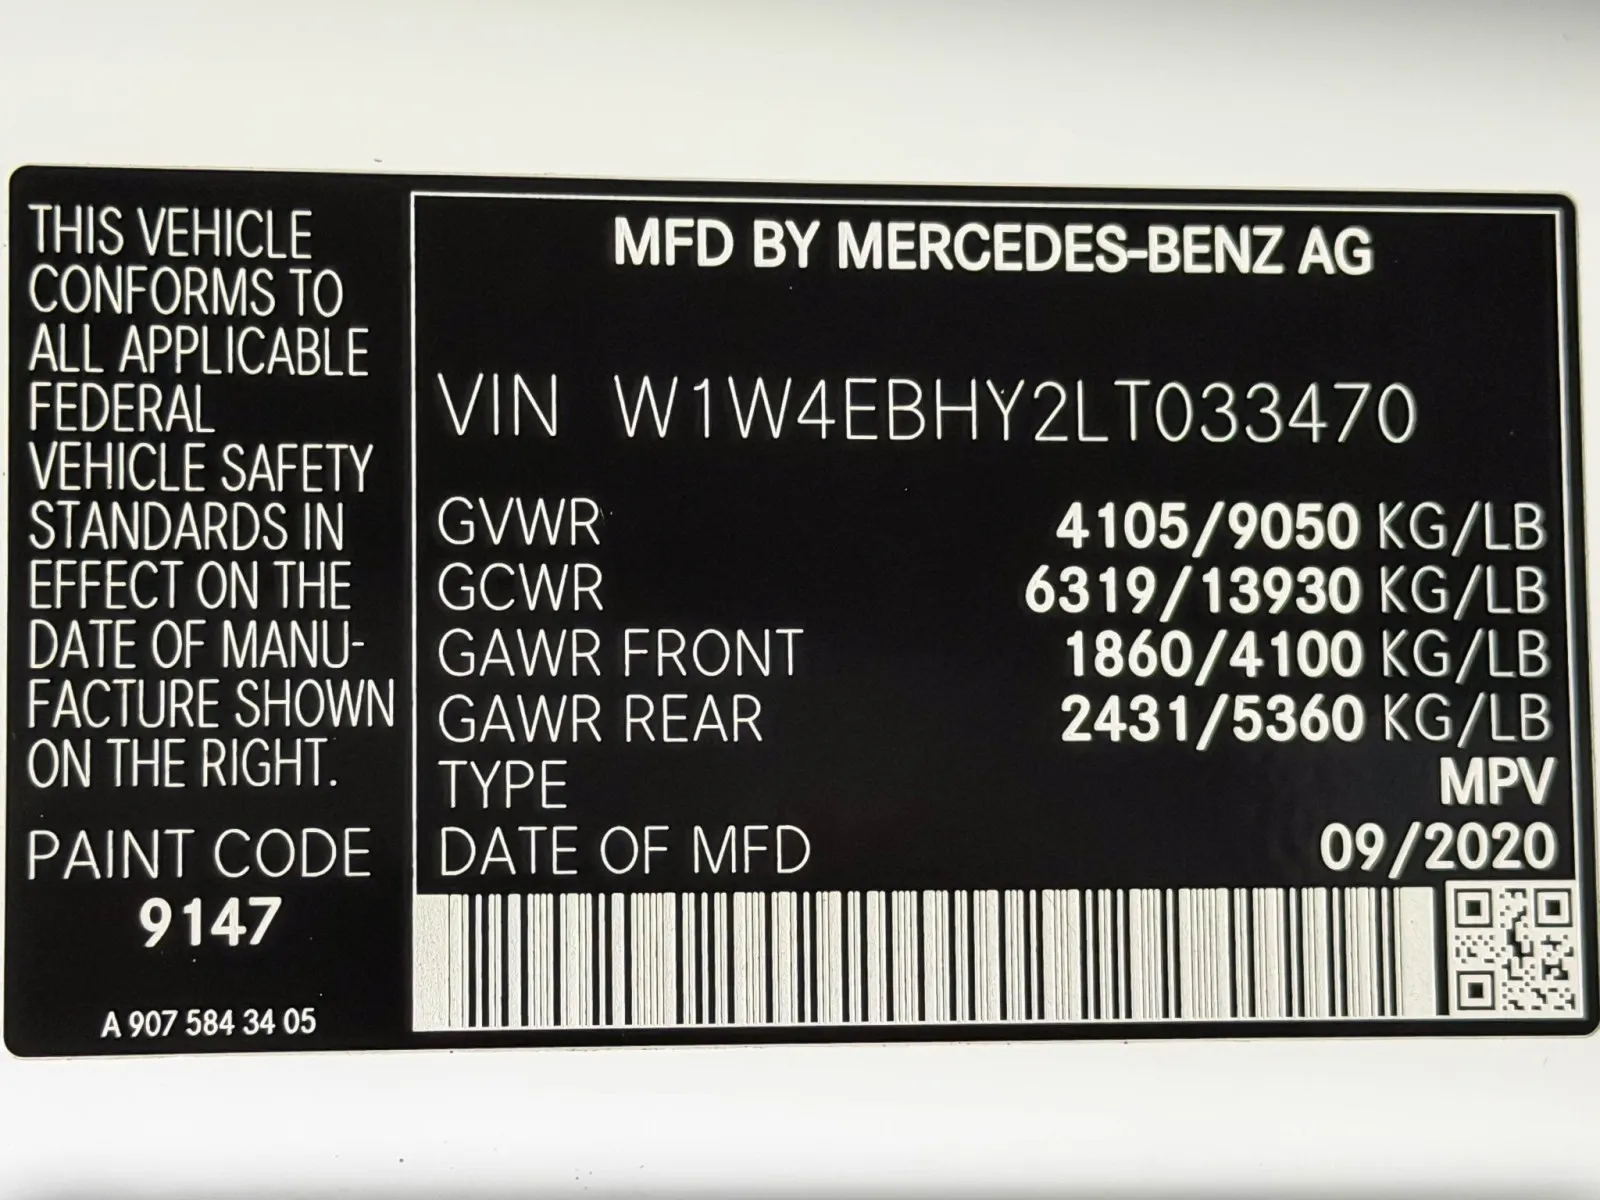 THIS VEHICLE
CONFORMS TO
ALL APPLICABLE
FEDERAL
VEHICLE SAFETY
STANDARDS IN
EFFECT ON THE
DATE OF MANU-
FACTURE SHOWN
ON THE RIGHT.
PAINT CODE
9147
A 907 584 34 05
MFD BY MERCEDES-BENZ AG
VIN W1W4EBHY2LT033470
GVWR 4105/9050 KG/LB
GCWR 6319/13930 KG/LB
GAWR FRONT 1860/4100 KG/LB
GAWR REAR 2431/5360 KG/LB
TYPE MPV
DATE OF MFD 09/2020